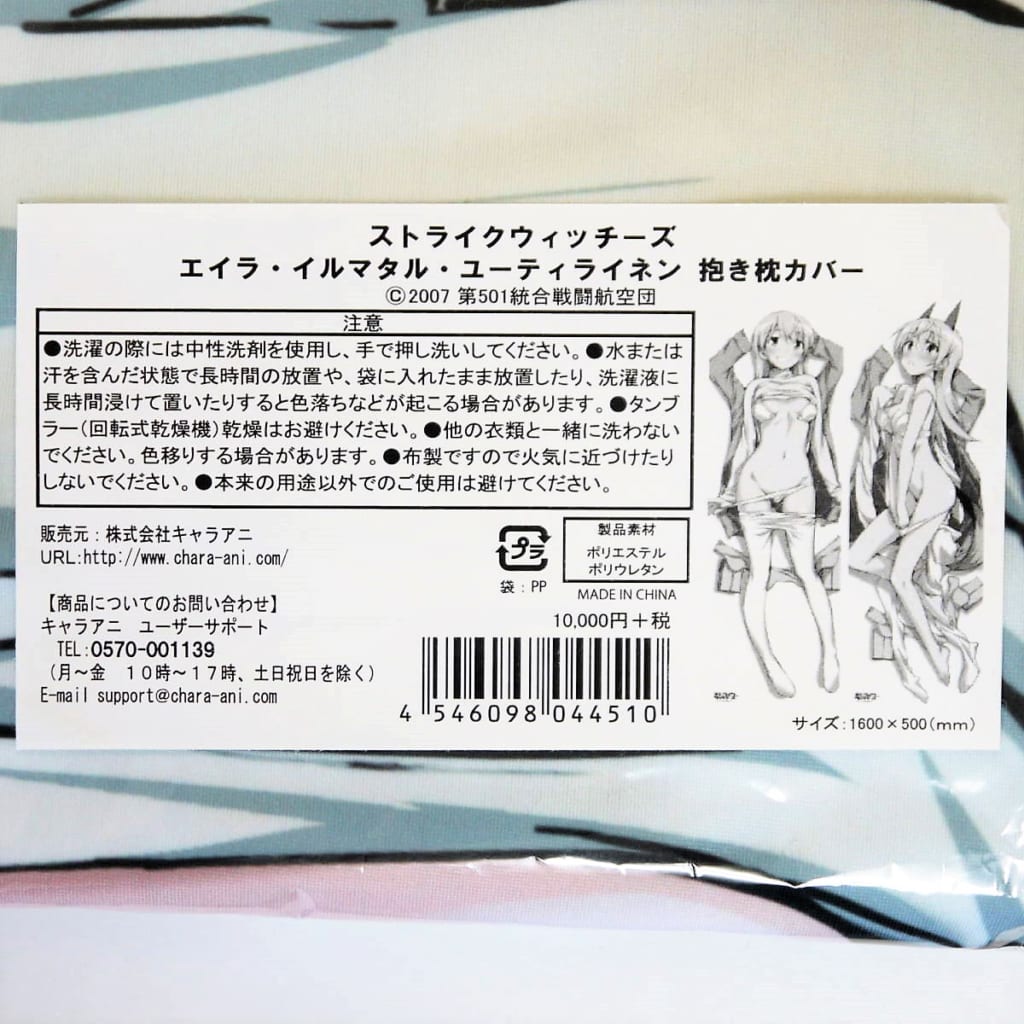 ストライクウィッチーズ
エイラ・イルマタル・ユーティライネン 抱き枕カバー
©2007 第501統合戦闘航空団
注意
●洗濯の際には中性洗剤を使用し、手で押し洗いしてください。●水または
汗を含んだ状態で長時間の放置や、袋に入れたまま放置したり、洗濯液に
長時間浸けて置いたりすると色落ちなどが起こる場合があります。●タンブ
ラー(回転式乾燥機)乾燥はお避けください。●他の衣類と一緒に洗わない
でください。色移りする場合があります。●布製ですので火気に近づけたり
しないでください。●本来の用途以外でのご使用は避けてください。
販売元：株式会社キャラアニ
URL:http://www.chara-ani.com/
【商品についてのお問い合わせ】
キャラアニ ユーザーサポート
TEL:0570-001139
(月～金 10時～17時、土日祝日を除く)
E-mail support@chara-ani.com
プラ
袋：PP
製品素材
ポリエステル
ポリウレタン
MADE IN CHINA
10,000円＋税
4 546098 044510
サイズ：1600×500(mm)